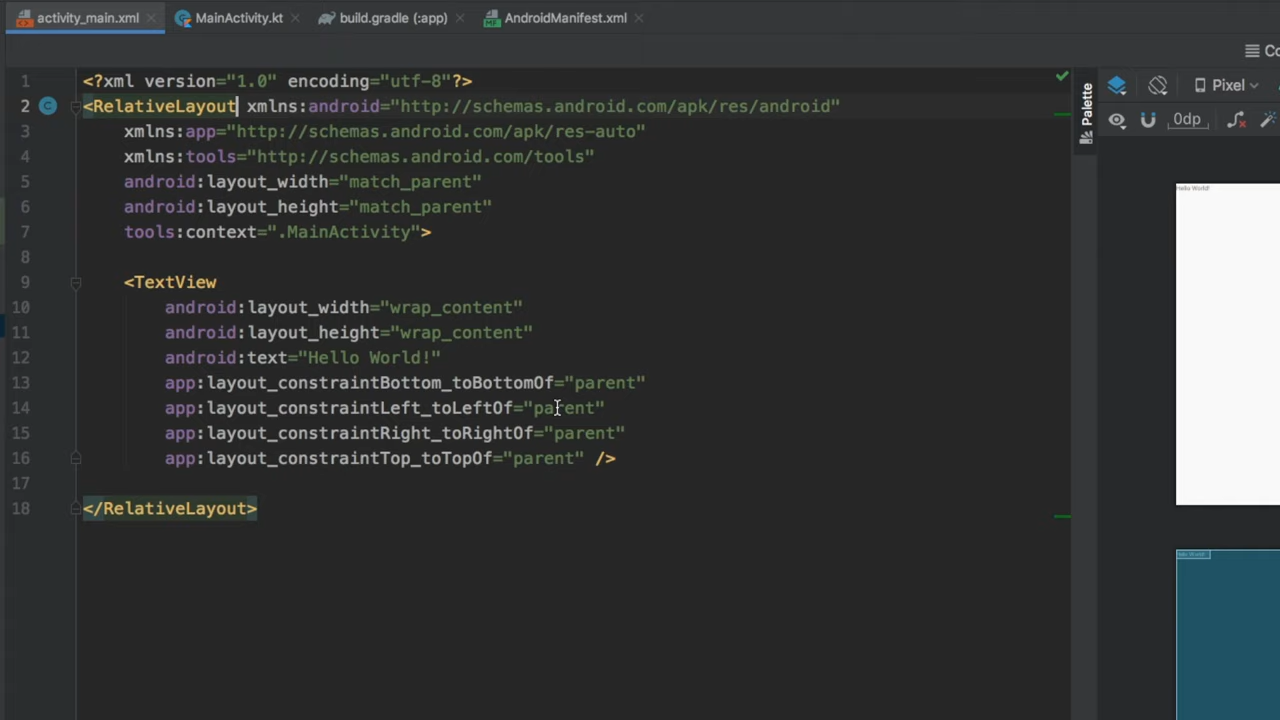 activity_main.xml
MainActivity.kt
build.gradle (:app)
AndroidManifest.xml
Co
1 <?xml version="1.0" encoding="utf-8"?>
2 <RelativeLayout xmlns:android="http://schemas.android.com/apk/res/android"
3 xmlns:app="http://schemas.android.com/apk/res-auto"
4 xmlns:tools="http://schemas.android.com/tools"
5 android:layout_width="match_parent"
6 android:layout_height="match_parent"
7 tools:context=".MainActivity">
8
9 <TextView
10 android:layout_width="wrap_content"
11 android:layout_height="wrap_content"
12 android:text="Hello World!"
13 app:layout_constraintBottom_toBottomOf="parent"
14 app:layout_constraintLeft_toLeftOf="parent"
15 app:layout_constraintRight_toRightOf="parent"
16 app:layout_constraintTop_toTopOf="parent" />
17
18 </RelativeLayout>
Palette
Pixel
0dp
Hello World!
Hello World!